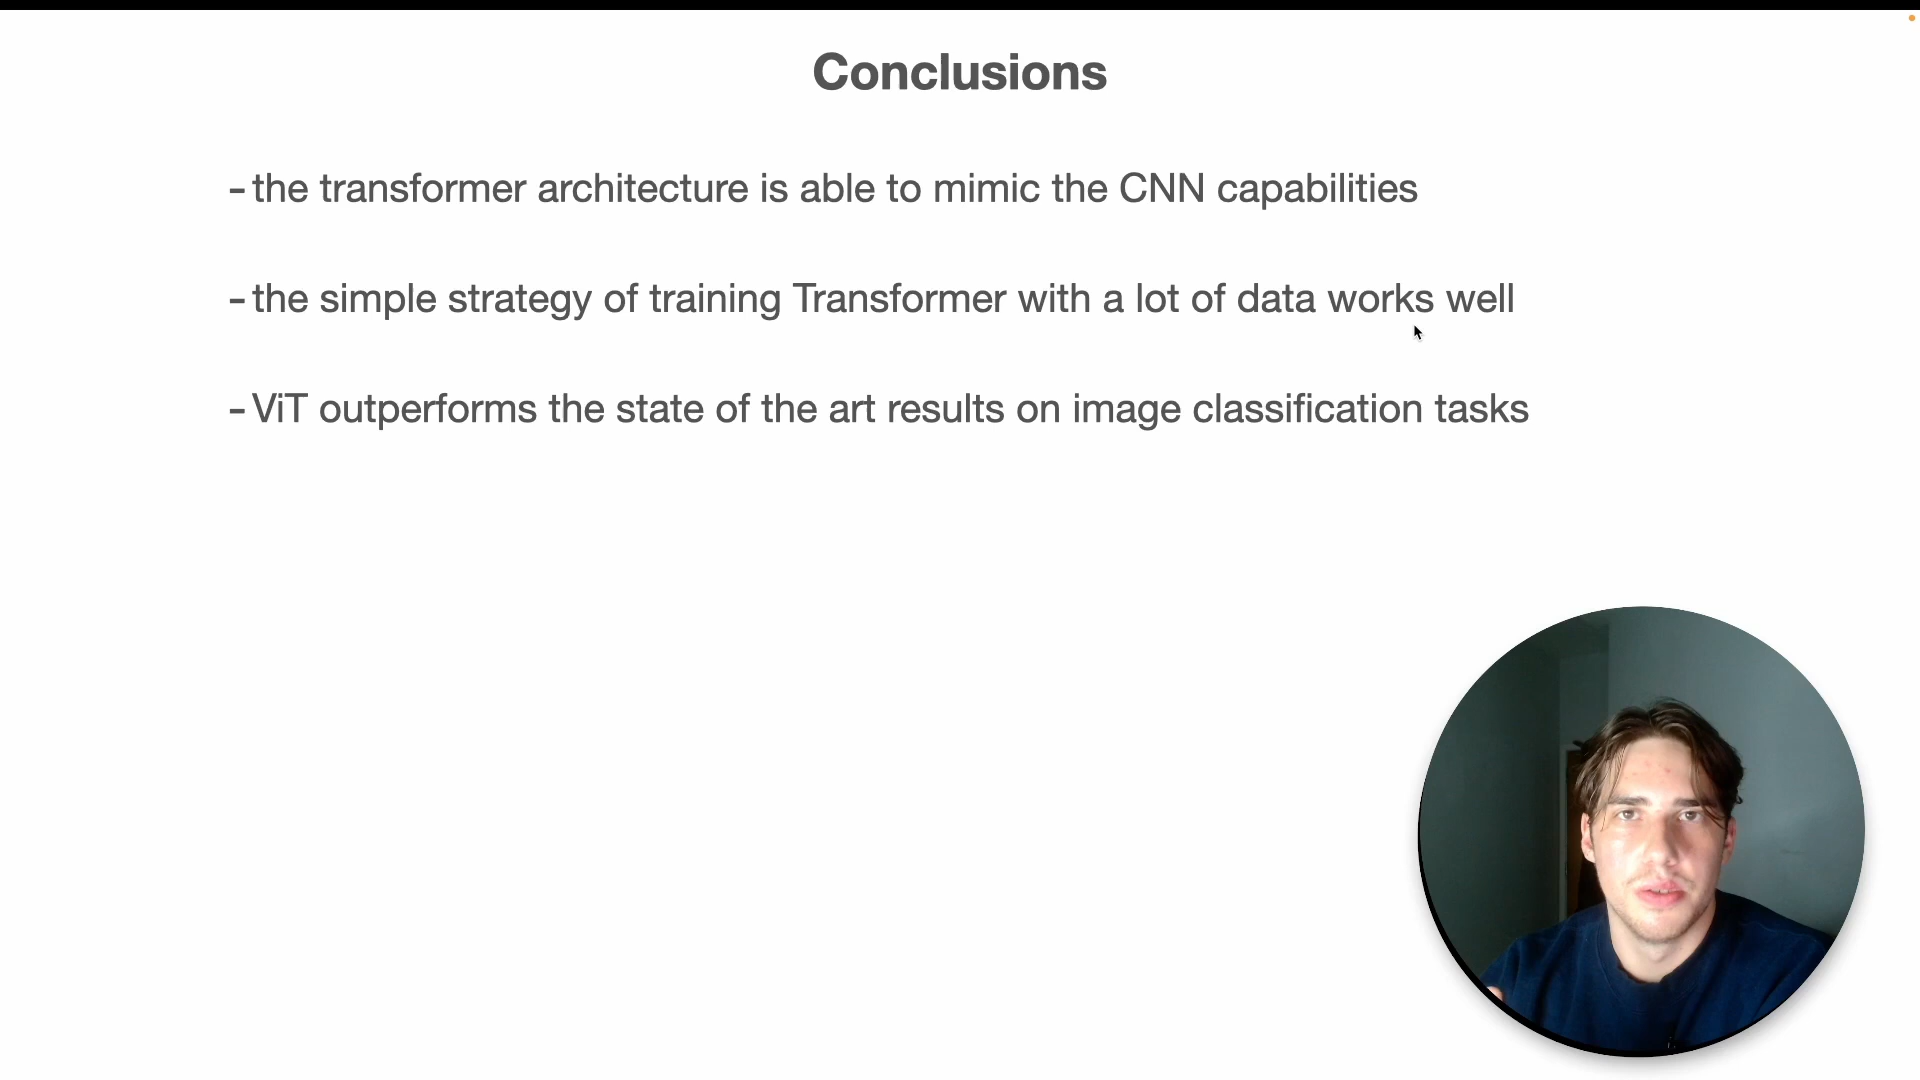 Conclusions
- the transformer architecture is able to mimic the CNN capabilities
- the simple strategy of training Transformer with a lot of data works well
- ViT outperforms the state of the art results on image classification tasks